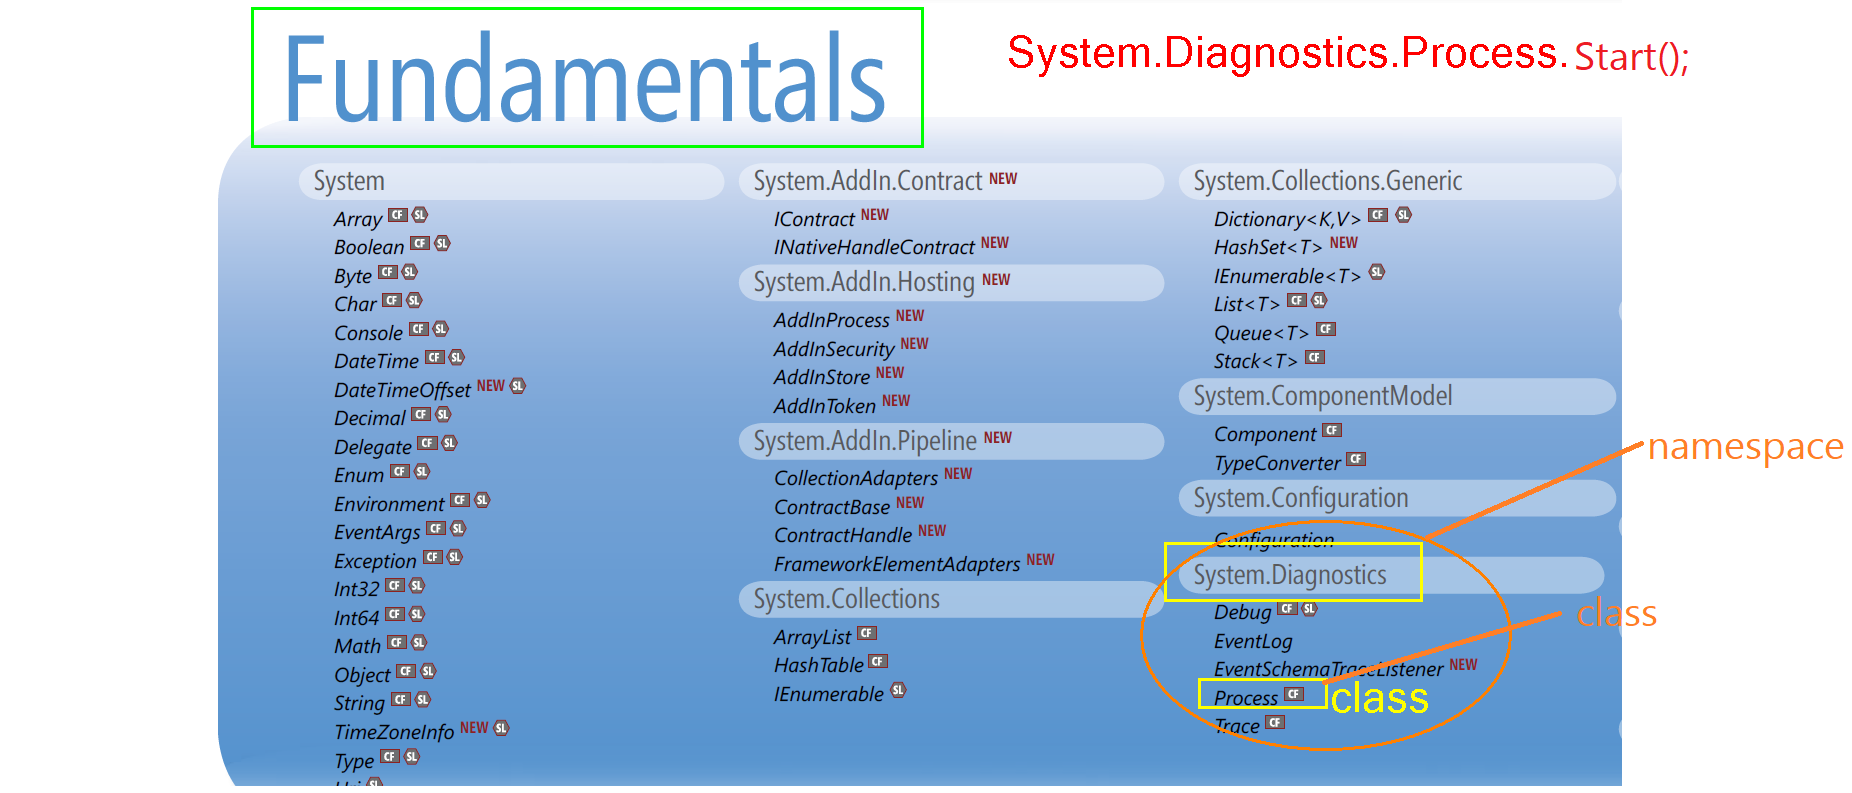 Fundamentals
System.Diagnostics.Process.Start();
System
Array CF SL
Boolean CF SL
Byte CF SL
Char CF SL
Console CF SL
DateTime CF SL
DateTimeOffset NEW SL
Decimal CF SL
Delegate CF SL
Enum CF SL
Environment CF SL
EventArgs CF SL
Exception CF SL
Int32 CF SL
Int64 CF SL
Math CF SL
Object CF SL
String CF SL
TimeZoneInfo NEW SL
Type CF SL
Uri SL
System.AddIn.Contract NEW
IContract NEW
INativeHandleContract NEW
System.AddIn.Hosting NEW
AddInProcess NEW
AddInSecurity NEW
AddInStore NEW
AddInToken NEW
System.AddIn.Pipeline NEW
CollectionAdapters NEW
ContractBase NEW
ContractHandle NEW
FrameworkElementAdapters NEW
System.Collections
ArrayList CF
HashTable CF
IEnumerable SL
System.Collections.Generic
Dictionary<K,V> CF SL
HashSet<T> NEW
IEnumerable<T> SL
List<T> CF SL
Queue<T> CF
Stack<T> CF
System.ComponentModel
Component CF
TypeConverter CF
System.Configuration
Configuration
System.Diagnostics
Debug CF SL
EventLog
EventSchemaTraceListener NEW
Process CF class
Trace CF
namespace
class